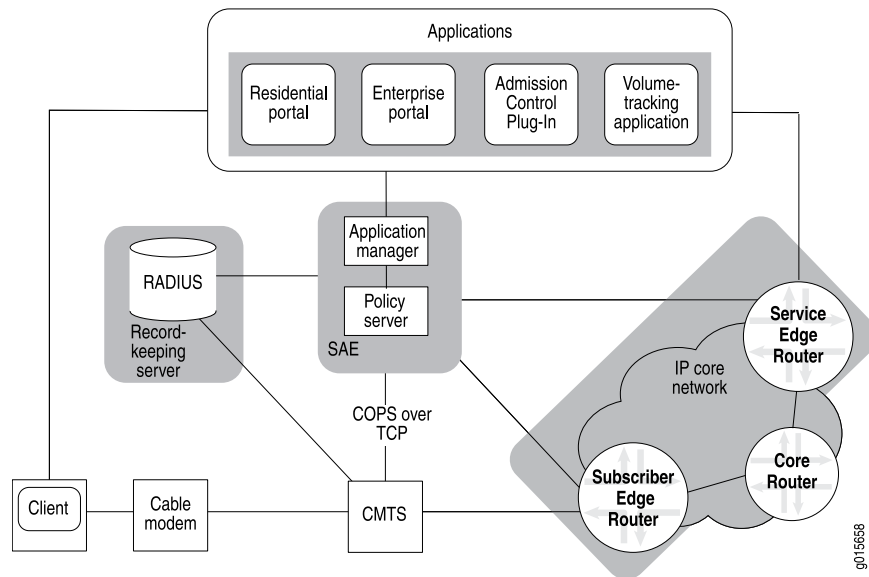 Applications
Residential
portal
Enterprise
portal
Admission
Control
Plug-In
Volume-
tracking
application
Application
manager
Policy
server
SAE
RADIUS
Record-
keeping
server
COPS over
TCP
IP core
network
Service
Edge
Router
Core
Router
Subscriber
Edge
Router
Client
Cable
modem
CMTS
g015658